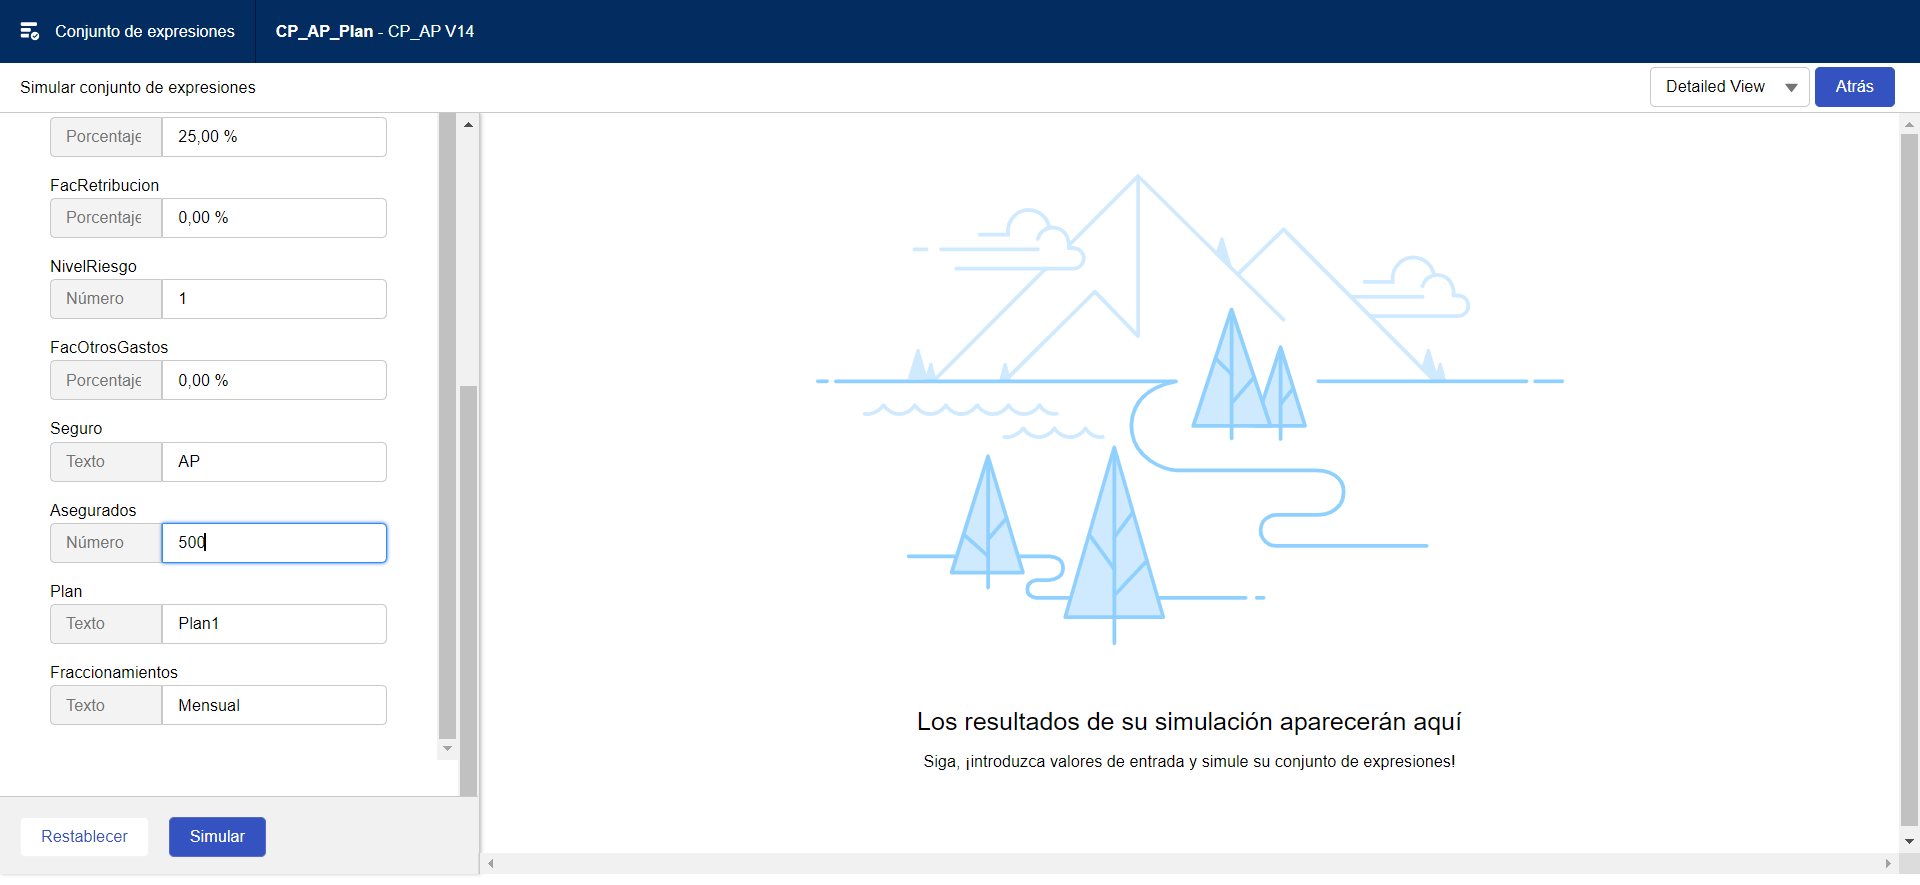 Conjunto de expresiones
CP_AP_Plan - CP_AP V14
Simular conjunto de expresiones
Detailed View
Atrás
Porcentaje
25,00 %
FacRetribucion
Porcentaje
0,00 %
NivelRiesgo
Número
1
FacOtrosGastos
Porcentaje
0,00 %
Seguro
Texto
AP
Asegurados
Número
500
Plan
Texto
Plan1
Fraccionamientos
Texto
Mensual
Restablecer
Simular
Los resultados de su simulación aparecerán aquí
Siga, ¡introduzca valores de entrada y simule su conjunto de expresiones!